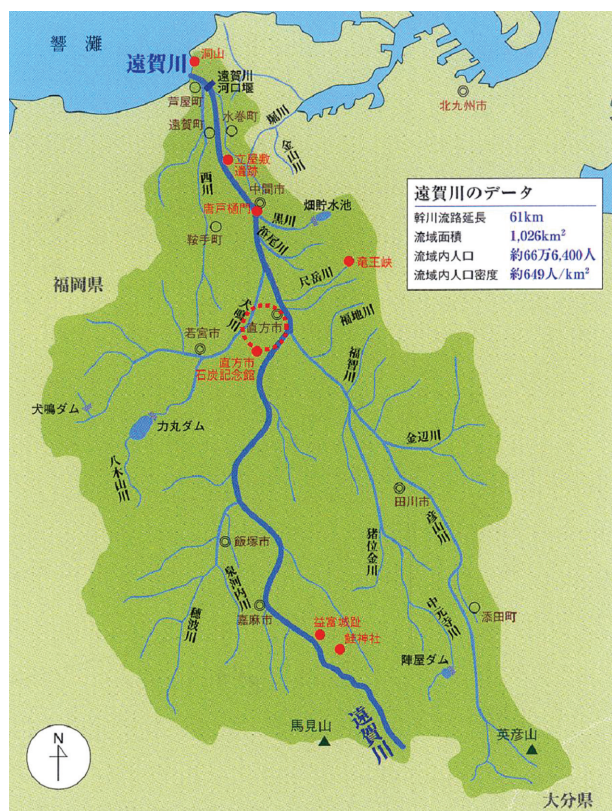 響灘
遠賀川
洞山
遠賀川
河口堰
芦屋町
遠賀町
水巻町
堀川
金山川
北九州市
立屋敷
遺跡
西川
中間市
唐戸樋門
黒川
畑貯水池
笹尾川
鞍手町
尺岳川
竜王峡
遠賀川のデータ
幹川流路延長 61km
流域面積 1,026km²
流域内人口 約66万6,400人
流域内人口密度 約649人/km²
福岡県
犬鳴川
直方市
福地川
若宮市
直方市
石炭記念館
福智川
犬鳴ダム
力丸ダム
金辺川
八木山川
田川市
彦山川
飯塚市
猪位金川
泉河内川
穂波川
嘉麻市
中元寺川
添田町
益富城趾
鮭神社
陣屋ダム
遠賀川
馬見山
英彦山
N
大分県